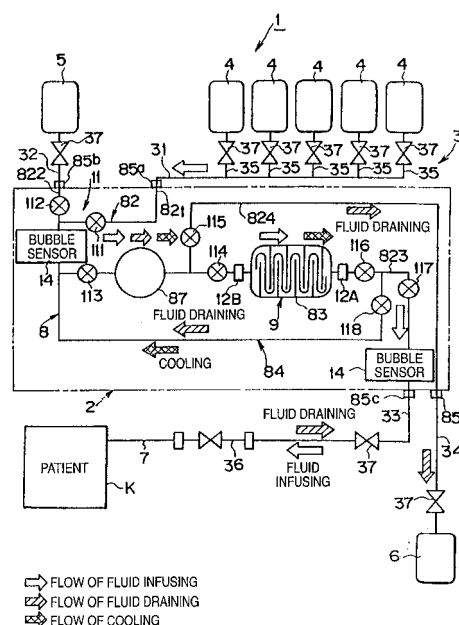 1
5
4 4 4 4 4
37 37 37 37 37 37
3
32 85b 31 35 35 35 35 35
822 11 85a
112 82 821
111 115 824 FLUID DRAINING
BUBBLE SENSOR
14 114 116 823 117
113 87 12B 9 83 12A 118
8 FLUID DRAINING
84
COOLING
BUBBLE SENSOR
14
2 85c 85
FLUID DRAINING 33
34
PATIENT
7 36 37
FLUID INFUSING
K 37
6
FLOW OF FLUID INFUSING
FLOW OF FLUID DRAINING
FLOW OF COOLING